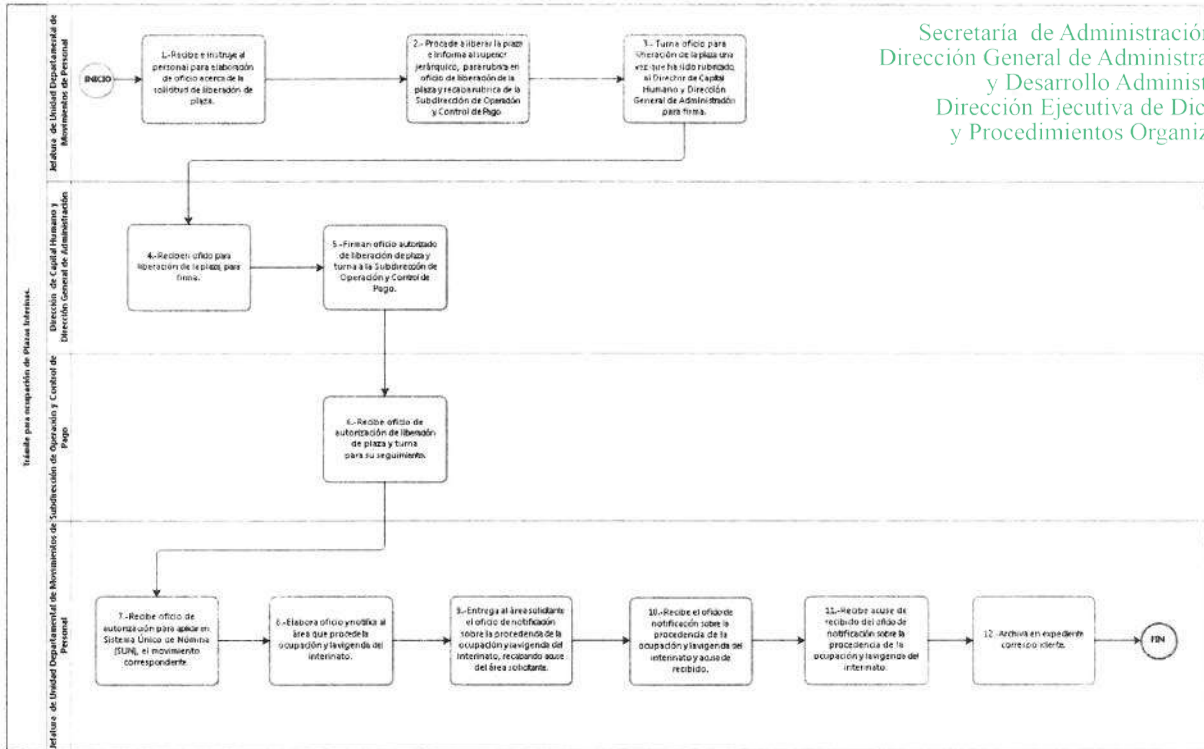 Secretaría de Administración
Dirección General de Administra
y Desarrollo Administ
Dirección Ejecutiva de Dic
y Procedimientos Organiz
Trámite para ocupación de Plazas Interinas.
Jefatura de Unidad Departamental de
Movimientos de Personal
INICIO
1.-Recibe e instruye al
personal para elaboración
de oficio acerca de la
solicitud de liberación de
plaza.
2.- Procede a liberar la plaza
e informa al superior
jerárquico, para rubrica en
oficio de liberación de la
plaza y recaba rubrica de la
Subdirección de Operación
y Control de Pago
3.- Turna oficio para
liberación de la plaza una
vez que ha sido rubricado,
al Director de Capital
Humano y Dirección
General de Administración
para firma.
Dirección de Capital Humano y
Dirección General de Administración
4.-Reciben oficio para
liberación de la plaza, para
firma.
5.-Firman oficio autorizado
de liberación de plaza y
turna a la Subdirección de
Operación y Control de
Pago.
Subdirección de Operación y Control de
Pago
6.-Recibe oficio de
autorización de liberación
de plaza y turna
para su seguimiento.
Jefatura de Unidad Departamental de Movimientos de
Personal
7.-Recibe oficio de
autorización para aplicar en
Sistema Único de Nómina
(SUN), el movimiento
correspondiente.
8.-Elabora oficio y notifica al
área que procede la
ocupación y la vigencia del
interinato.
9.-Entrega al área solicitante
el oficio de notificación
sobre la procedencia de la
ocupación y la vigencia del
interinato, recabando acuse
del área solicitante.
10.-Recibe el oficio de
notificación sobre la
procedencia de la
ocupación y la vigencia del
interinato y acusa de
recibido.
11.-Recibe acuse de
recibido del oficio de
notificación sobre la
procedencia de la
ocupación y la vigencia del
interinato.
12.-Archiva en expediente
correspondiente.
FIN